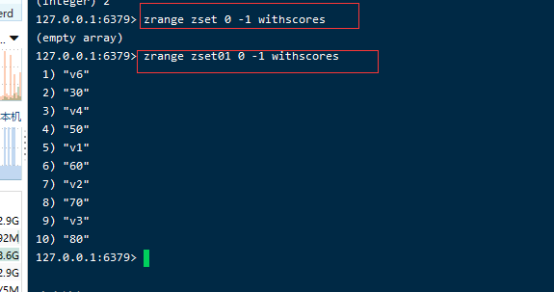 erd
(integer) 2
127.0.0.1:6379> zrange zset 0 -1 withscores
(empty array)
127.0.0.1:6379> zrange zset01 0 -1 withscores
1) "v6"
2) "30"
3) "v4"
4) "50"
本机
5) "v1"
6) "60"
7) "v2"
8) "70"
2.9G
9) "v3"
92M
10) "80"
3.6G
127.0.0.1:6379>
2.9G
/5M